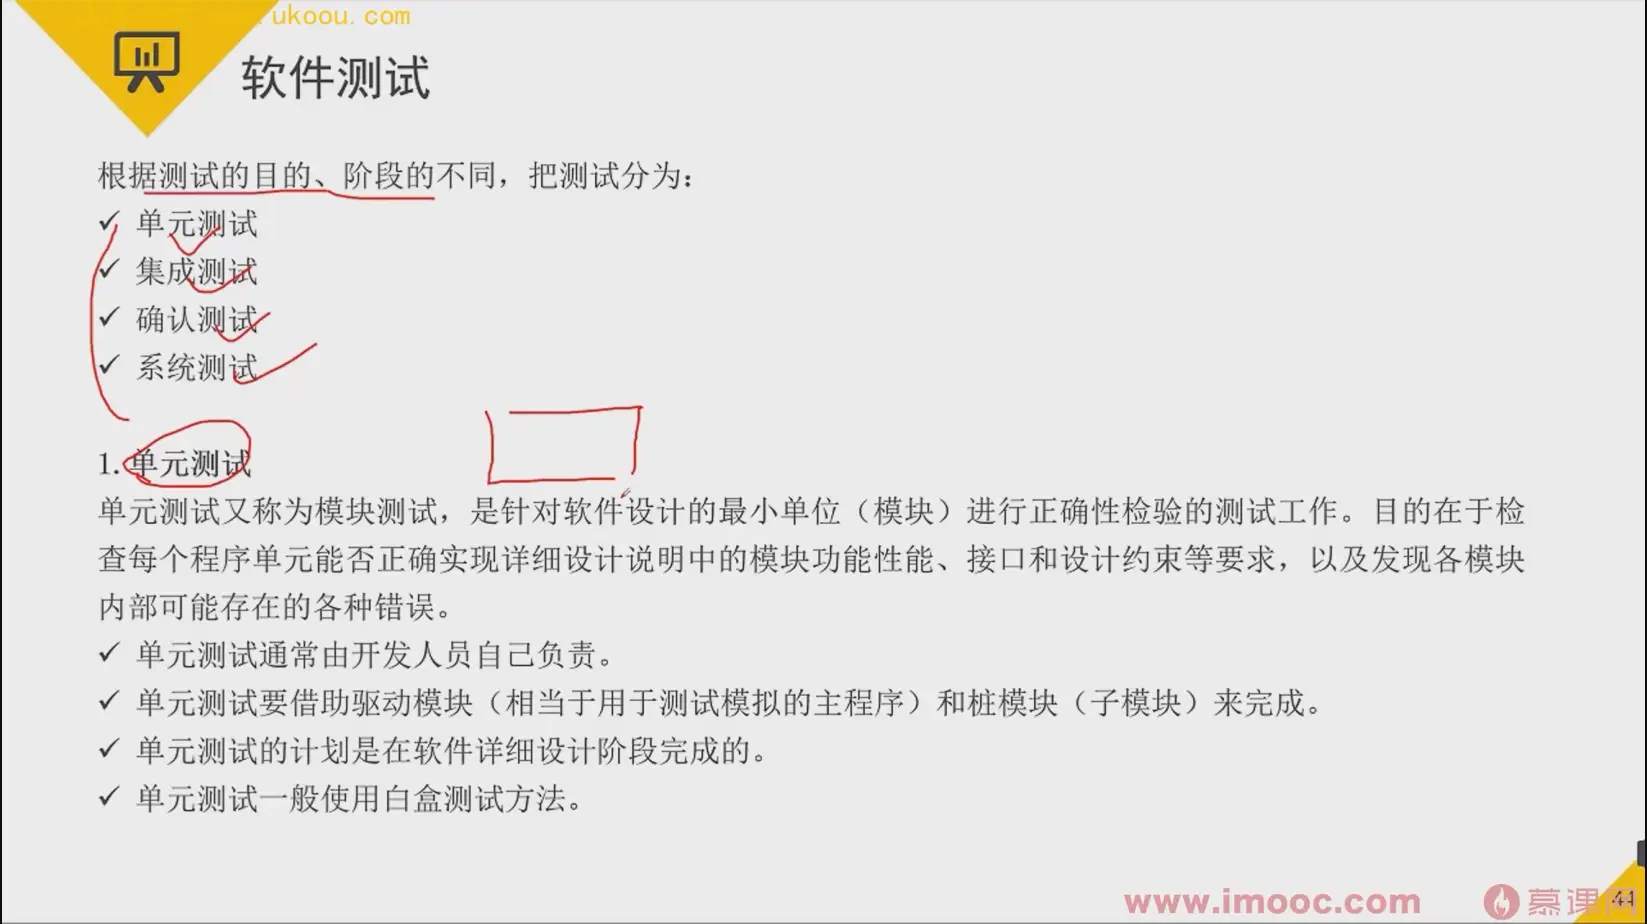 rukoou.com
软件测试
根据测试的目的、阶段的不同，把测试分为：
✓ 单元测试
✓ 集成测试
✓ 确认测试
✓ 系统测试
1.单元测试
单元测试又称为模块测试，是针对软件设计的最小单位（模块）进行正确性检验的测试工作。目的在于检
查每个程序单元能否正确实现详细设计说明中的模块功能性能、接口和设计约束等要求，以及发现各模块
内部可能存在的各种错误。
✓ 单元测试通常由开发人员自己负责。
✓ 单元测试要借助驱动模块（相当于用于测试模拟的主程序）和桩模块（子模块）来完成。
✓ 单元测试的计划是在软件详细设计阶段完成的。
✓ 单元测试一般使用白盒测试方法。
www.imooc.com 慕课网
44